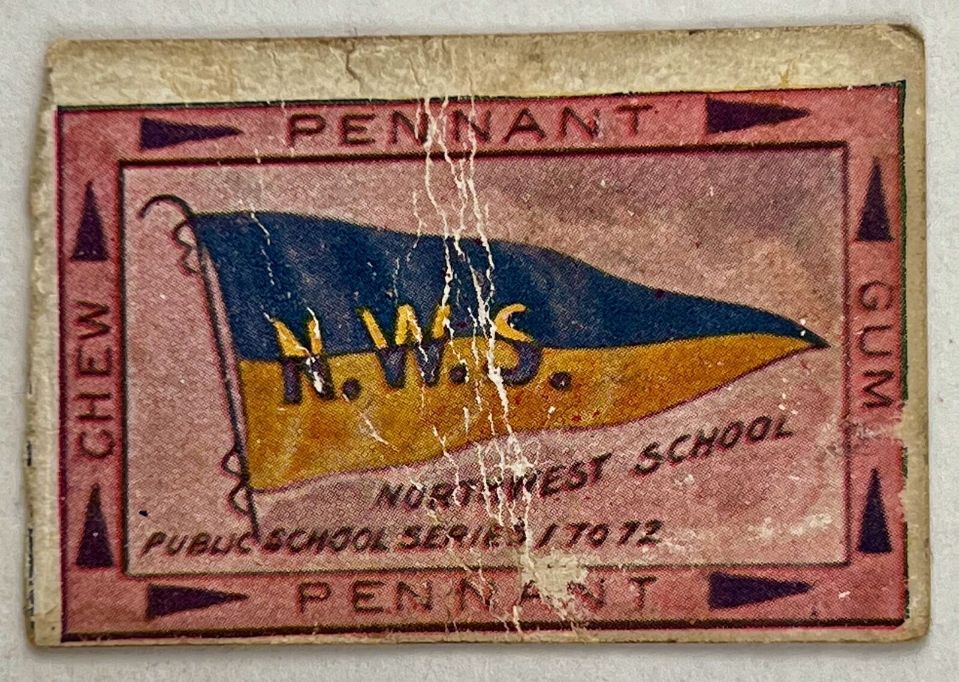 PENNANT
CHEW
GUM
N.W.S.
NORTHWEST SCHOOL
PUBLIC SCHOOL SERIES 1 TO 72
PENNANT